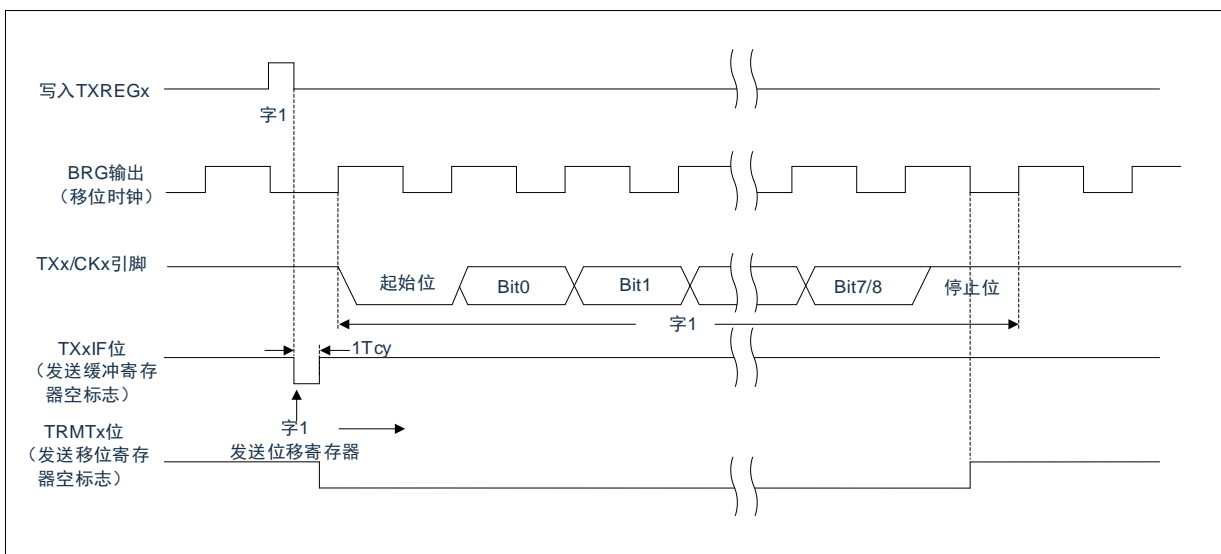 写入TXREGx
字1
BRG输出
（移位时钟）
TXx/CKx引脚
起始位
Bit0
Bit1
Bit7/8
停止位
字1
TXxIF位
（发送缓冲寄存
器空标志）
1Tcy
字1
发送位移寄存器
TRMTx位
（发送移位寄存
器空标志）